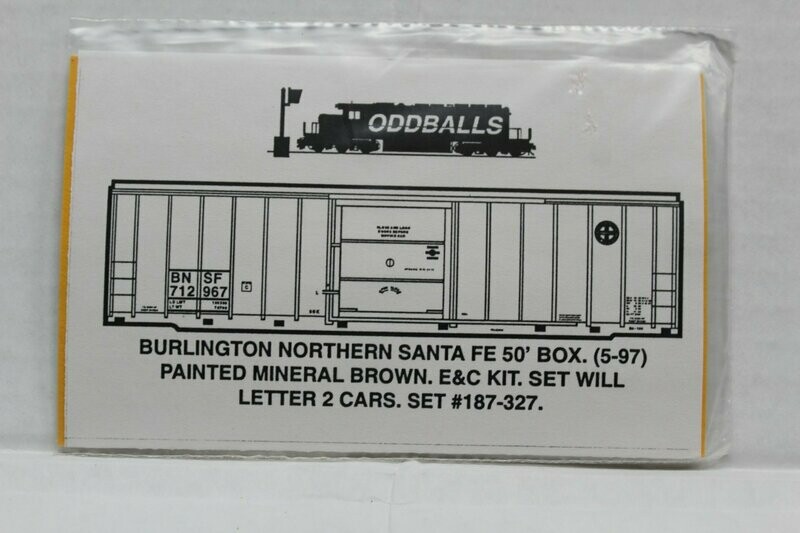 ODDBALLS
BN SF
712 967
C
L
BURLINGTON NORTHERN SANTA FE 50' BOX. (5-97)
PAINTED MINERAL BROWN. E&C KIT. SET WILL
LETTER 2 CARS. SET #187-327.